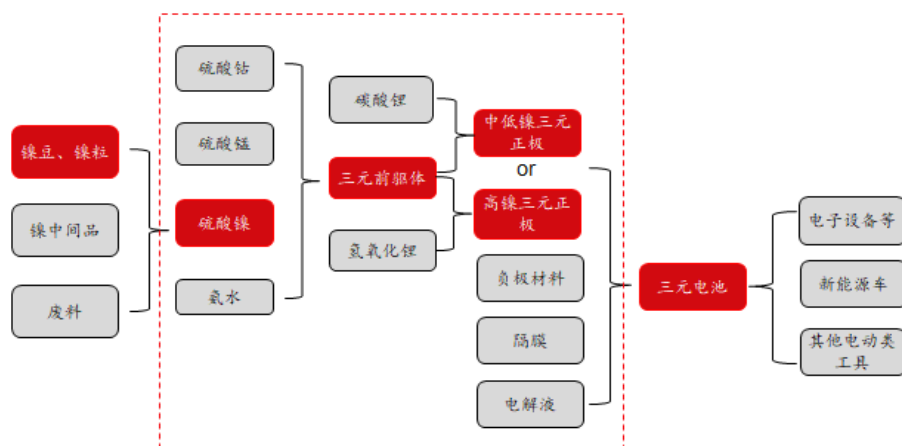 镍豆、镍粒
镍中间品
废料
硫酸钴
硫酸锰
硫酸镍
氨水
碳酸锂
三元前驱体
氢氧化锂
中低镍三元
正极
or
高镍三元正
极
负极材料
隔膜
电解液
三元电池
电子设备等
新能源车
其他电动类
工具